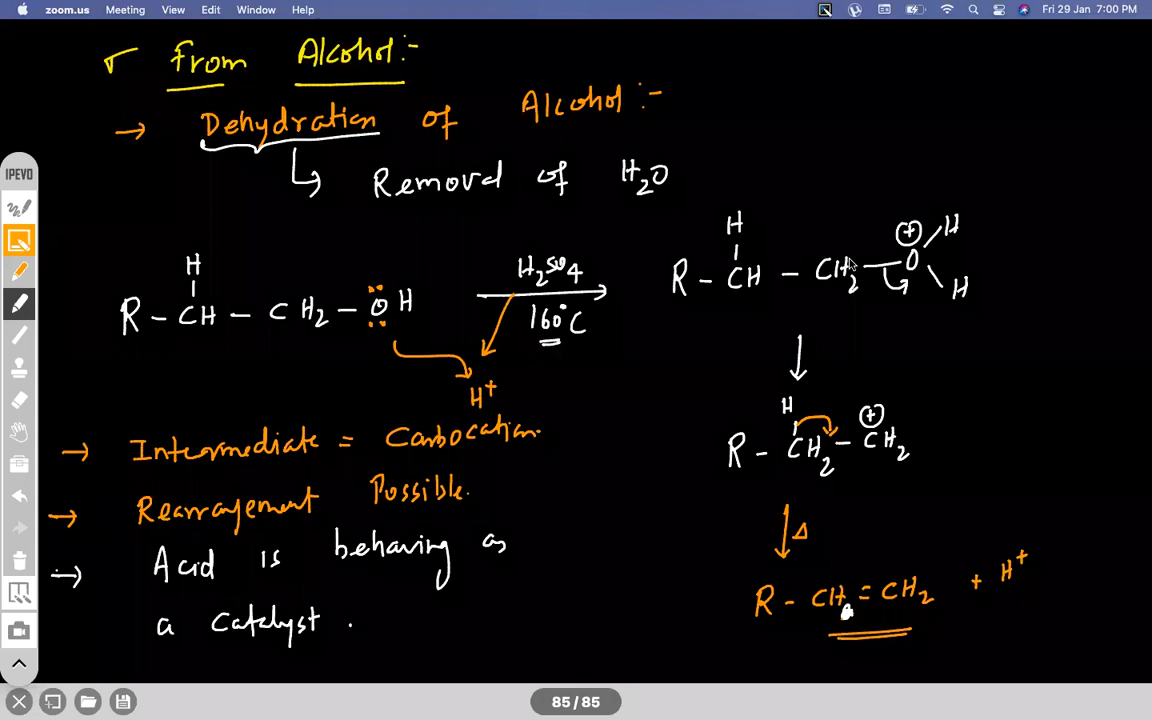 zoom.us Meeting View Edit Window Help Fri 29 Jan 7:00 PM
From Alcohol:-
→ Dehydration of Alcohol:-
↳ Removal of H2O
IPEVO
H
R - CH - CH2 - OH
H2SO4
160°C
H+
H
R - CH - CH2 - O
⊕
H
H
H
R - CH2 - CH2
⊕
Δ
R - CH = CH2 + H+
→ Intermediate = Carbocation.
→ Rearrangement Possible.
→ Acid is behaving as
a catalyst.
85/85